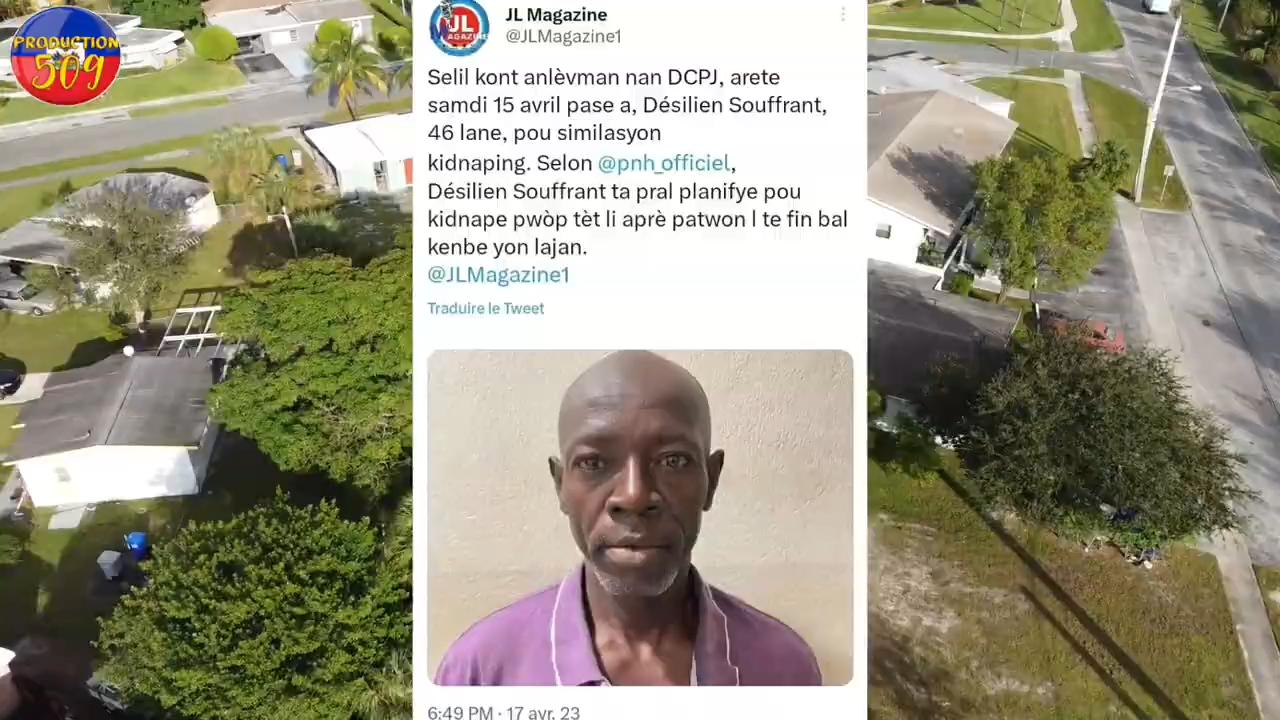 PRODUCTION
509
JL
MAGAZINE
JL Magazine
@JLMagazine1
Selil kont anlèvman nan DCPJ, arete
samdi 15 avril pase a, Désilien Souffrant,
46 lane, pou similasyon
kidnaping. Selon @pnh_officiel,
Désilien Souffrant ta pral planifye pou
kidnape pwòp tèt li aprè patwon l te fin bal
kenbe yon lajan.
@JLMagazine1
Traduire le Tweet
6:49 PM · 17 avr. 23